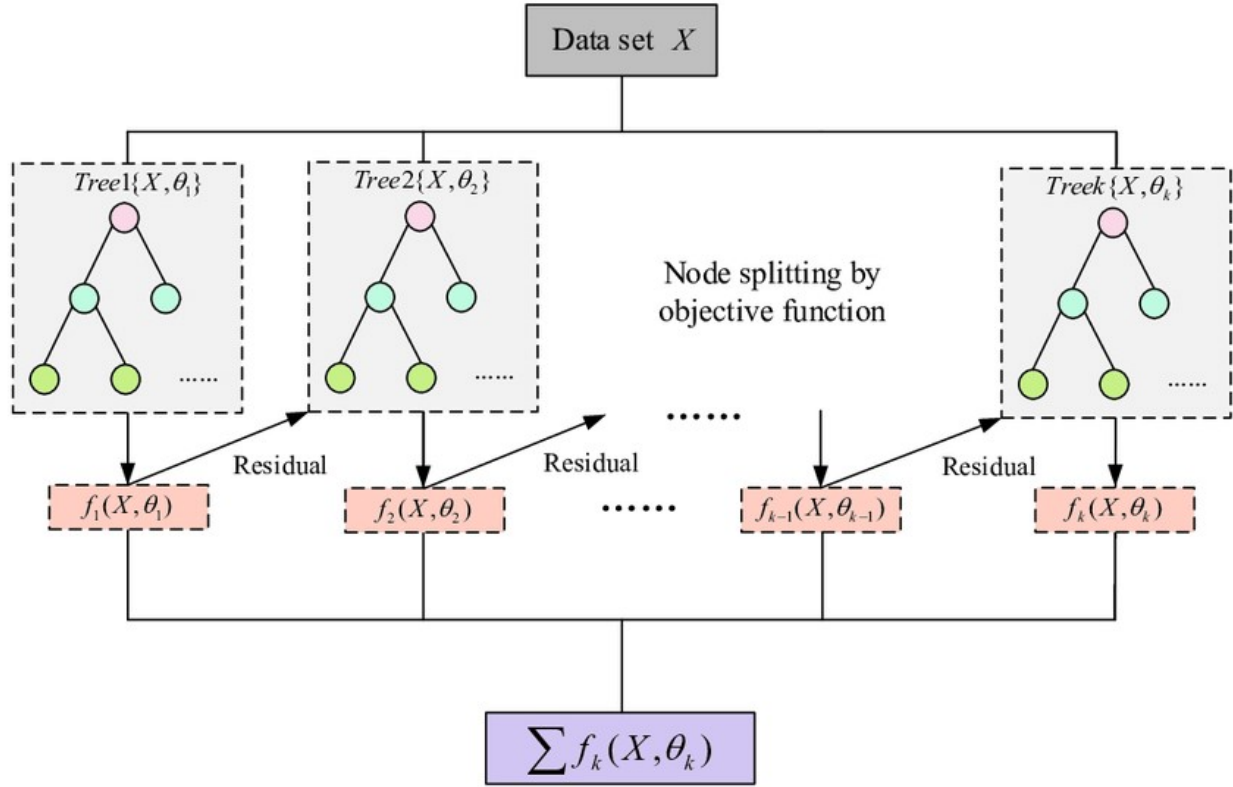 Data set X
Tree1{X,θ₁}
Tree2{X,θ₂}
Treek{X,θₖ}
Node splitting by
objective function
......
......
......
......
Residual
Residual
Residual
f₁(X,θ₁)
f₂(X,θ₂)
......
fₖ₋₁(X,θₖ₋₁)
fₖ(X,θₖ)
∑fₖ(X,θₖ)